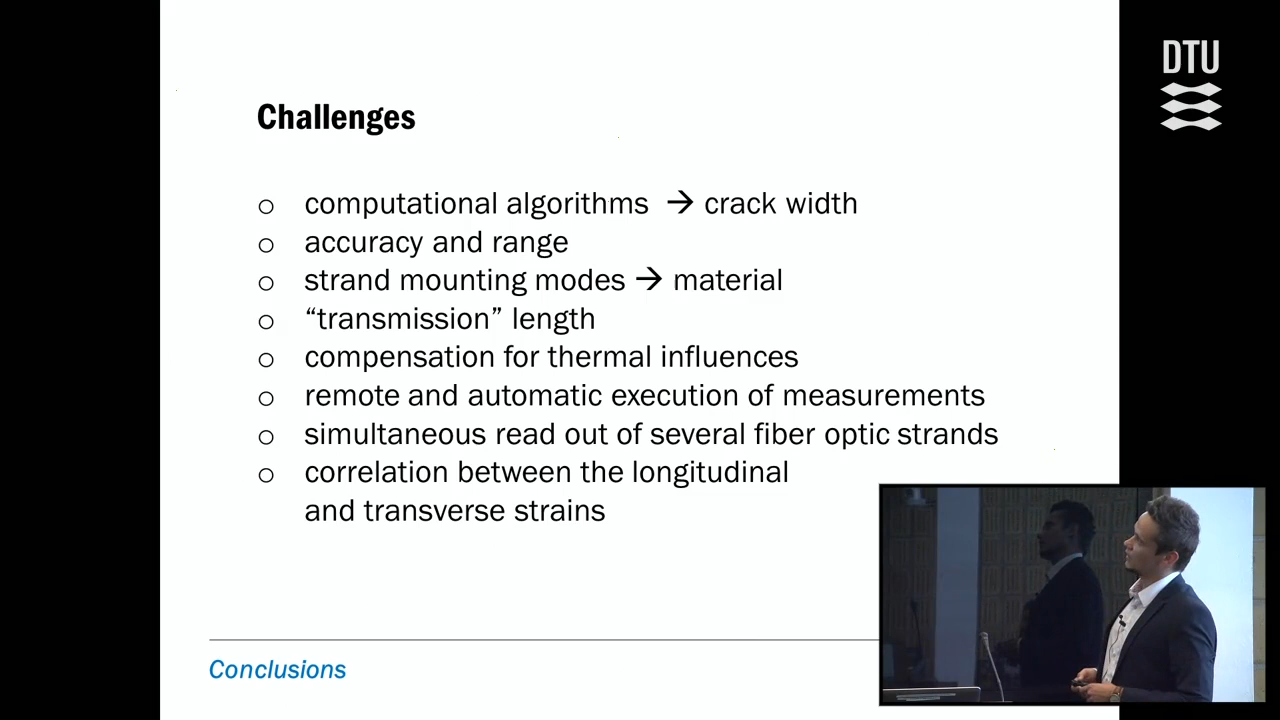 DTU
Challenges
o computational algorithms → crack width
o accuracy and range
o strand mounting modes → material
o “transmission” length
o compensation for thermal influences
o remote and automatic execution of measurements
o simultaneous read out of several fiber optic strands
o correlation between the longitudinal
and transverse strains
Conclusions